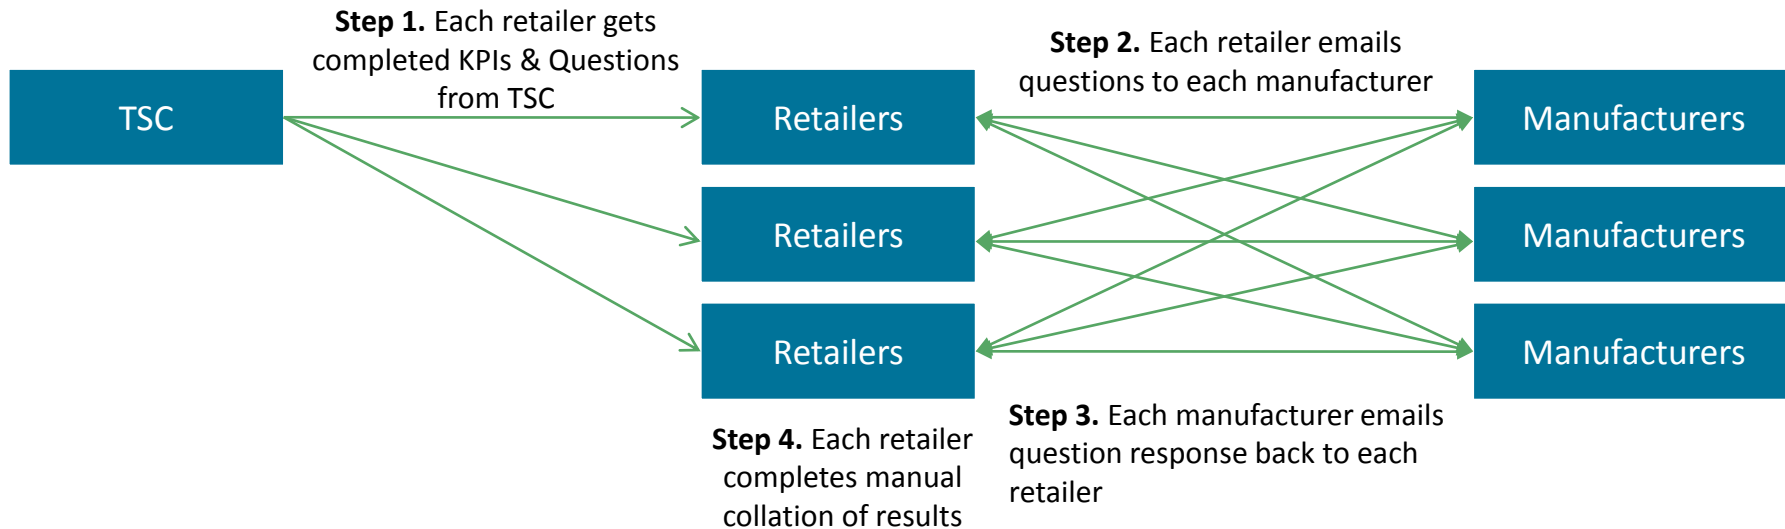 Step 1. Each retailer gets
completed KPIs & Questions
from TSC
Step 2. Each retailer emails
questions to each manufacturer
TSC
Retailers
Manufacturers
Retailers
Manufacturers
Retailers
Manufacturers
Step 4. Each retailer
completes manual
collation of results
Step 3. Each manufacturer emails
question response back to each
retailer